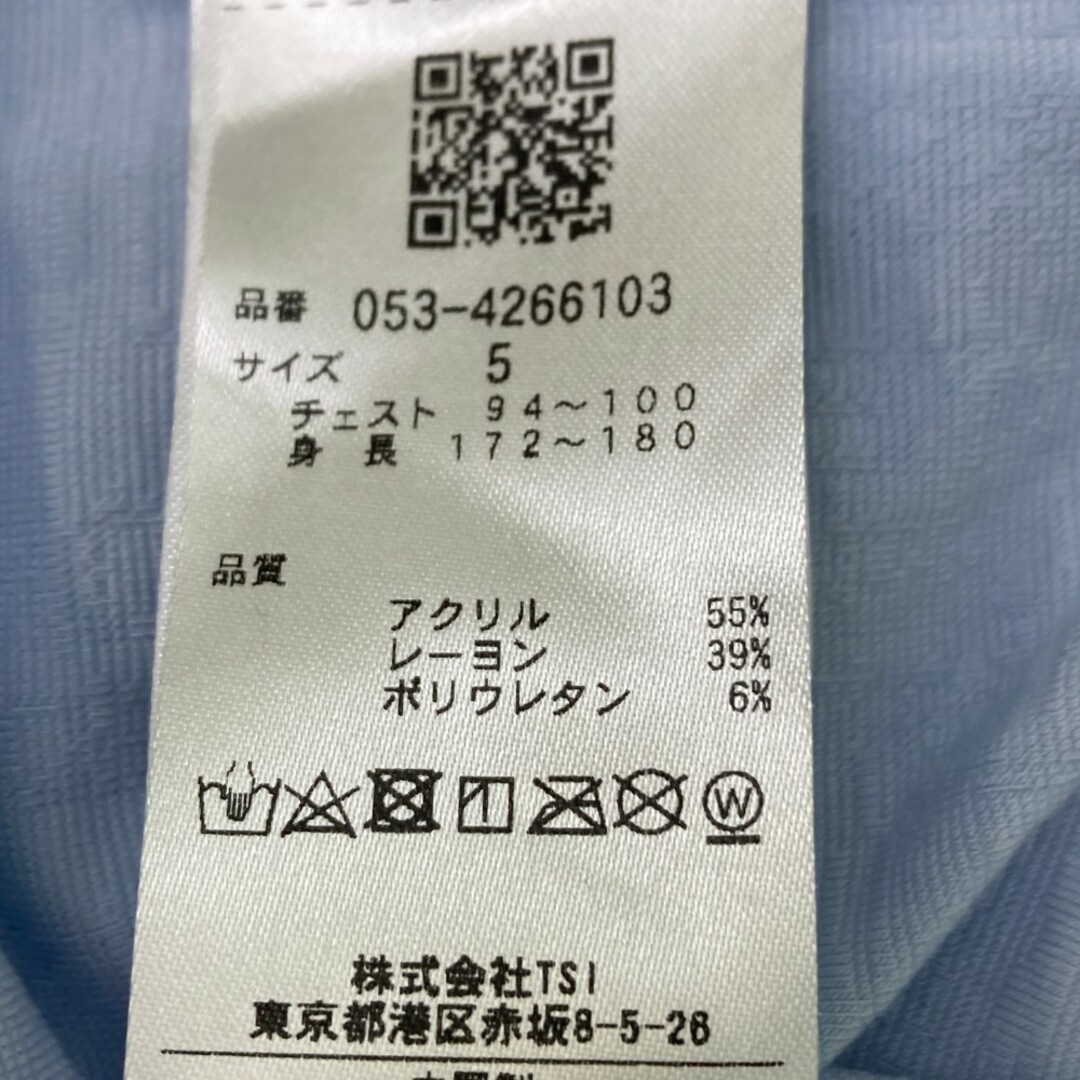 品番 053-4266103
サイズ 5
チェスト 94〜100
身長 172〜180
品質
アクリル 55%
レーヨン 39%
ポリウレタン 6%
W
株式会社TSI
東京都港区赤坂8-5-26